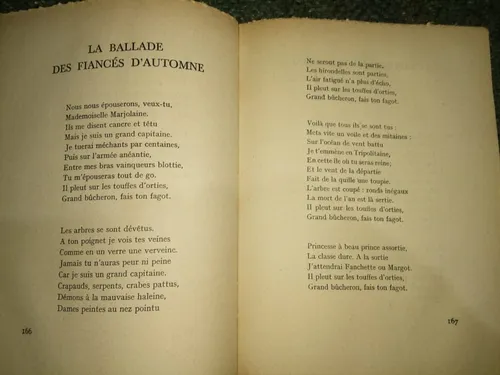 LA BALLADE
DES FIANCÉS D'AUTOMNE
Nous nous épouserons, veux-tu,
Mademoiselle Marjolaine.
Ils me disent cancre et têtu
Mais je suis un grand capitaine.
Je tuerai méchants par centaines,
Puis sur l'armée anéantie,
Entre mes bras vainqueurs blottie,
Tu m'épouseras tout de go.
Il pleut sur les touffes d'orties,
Grand bûcheron, fais ton fagot.
Les arbres se sont dévêtus.
A ton poignet je vois tes veines
Comme en un verre une verveine.
Jamais tu n'auras peur ni peine
Car je suis un grand capitaine.
Crapauds, serpents, crabes pattus,
Démons à la mauvaise haleine,
Dames peintes au nez pointu
166
Ne seront pas de la partie.
Les hirondelles sont parties,
L'air fatigué n'a plus d'écho,
Il pleut sur les touffes d'orties,
Grand bûcheron, fais ton fagot.
Voilà que tous ils se sont tus :
Mets vite un voile et des mitaines :
Sur l'océan de vent battu
Je t'emmène en Tripolitaine,
En cette île où tu seras reine;
Et le vent de la départie
Fait de la quille une toupie.
L'arbre est coupé : ronds inégaux
La mort de l'an est là sertie.
Il pleut sur les touffes d'orties,
Grand bûcheron, fais ton fagot.
Princesse à beau prince assortie,
La classe dure. A la sortie
J'attendrai Fanchette ou Margot.
Il pleut sur les touffes d'orties,
Grand bûcheron, fais ton fagot.
167